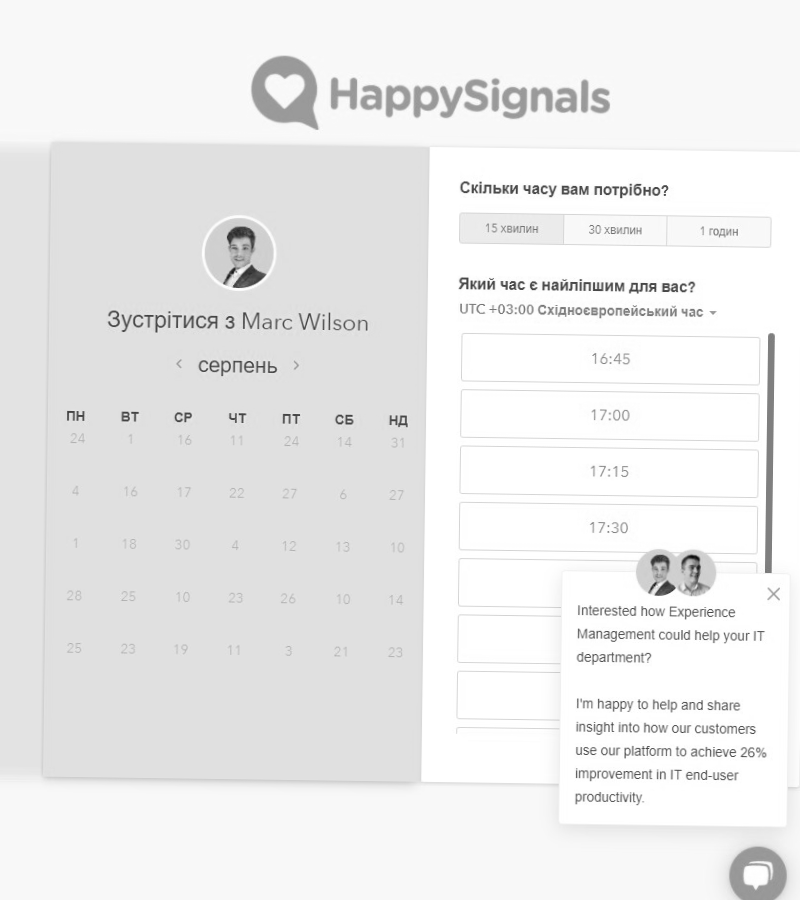 HappySignals
Зустрітися з Marc Wilson
серпень
ПН ВТ СР ЧТ ПТ СБ НД
24 1 16 11 24 14 31
4 16 17 22 27 6 27
1 18 30 4 12 13 10
28 25 10 23 26 10 14
25 23 19 11 3 21 23
Скільки часу вам потрібно?
15 хвилин 30 хвилин 1 годин
Який час є найліпшим для вас?
UTC +03:00 Східноєвропейський час
16:45
17:00
17:15
17:30
Interested how Experience
Management could help your IT
department?
I'm happy to help and share
insight into how our customers
use our platform to achieve 26%
improvement in IT end-user
productivity.